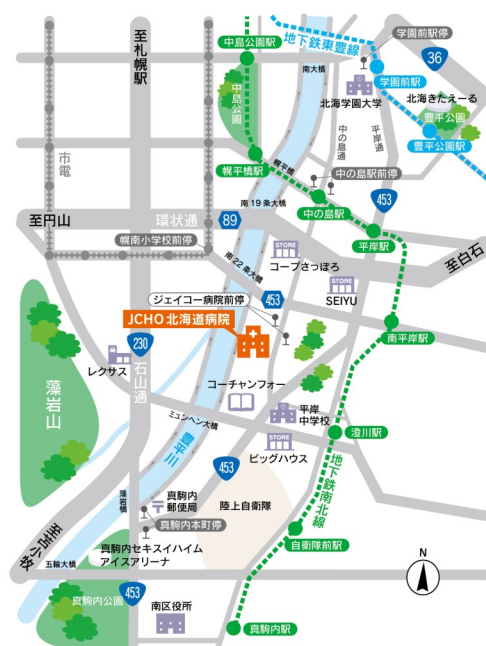 至札幌駅
中島公園駅
地下鉄東豊線
学園前駅停
36
学園前駅
南大橋
北海学園大学
北海きたえーる
豊平公園
豊平公園駅
中島公園
市電
中の島通
平岸通
幌平橋駅
幌平橋
中の島駅前停
453
南19条大橋
中の島駅
至円山
環状通
89
平岸駅
幌南小学校前停
至白石
STORE
コープさっぽろ
南22条大橋
STORE
SEIYU
ジェイコー病院前停
453
JCHO北海道病院
南平岸駅
230
レクサス
石山通
藻岩山
コーチャンフォー
ミュンヘン大橋
平岸
中学校
澄川駅
STORE
ビッグハウス
豊平川
453
地下鉄南北線
藻岩橋
真駒内
郵便局
陸上自衛隊
真駒内本町停
至古小牧
自衛隊前駅
五輪大橋
真駒内セキスイハイム
アイスアリーナ
N
真駒内公園
453
南区役所
真駒内駅